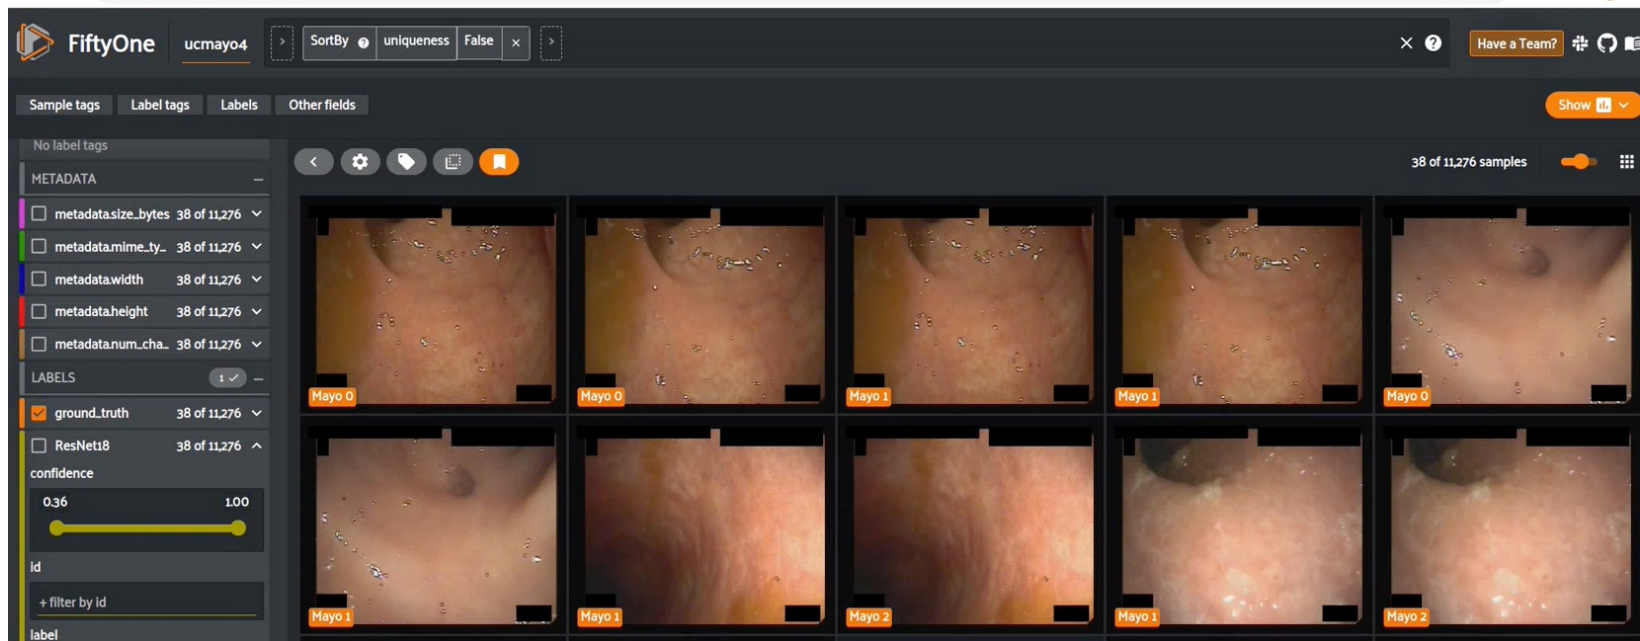 FiftyOne ucmayo4 > SortBy ? uniqueness False × > × ? Have a Team?
Sample tags Label tags Labels Other fields Show
No label tags
38 of 11,276 samples
METADATA –
metadata.size_bytes 38 of 11,276
metadata.mime_ty... 38 of 11,276
metadata.width 38 of 11,276
metadata.height 38 of 11,276
metadata.num_cha... 38 of 11,276
LABELS 1 ✓ –
ground_truth 38 of 11,276
ResNet18 38 of 11,276
confidence
0.36 1.00
id
+ filter by id
label
Mayo 0 Mayo 0 Mayo 1 Mayo 1 Mayo 0
Mayo 1 Mayo 1 Mayo 2 Mayo 1 Mayo 2